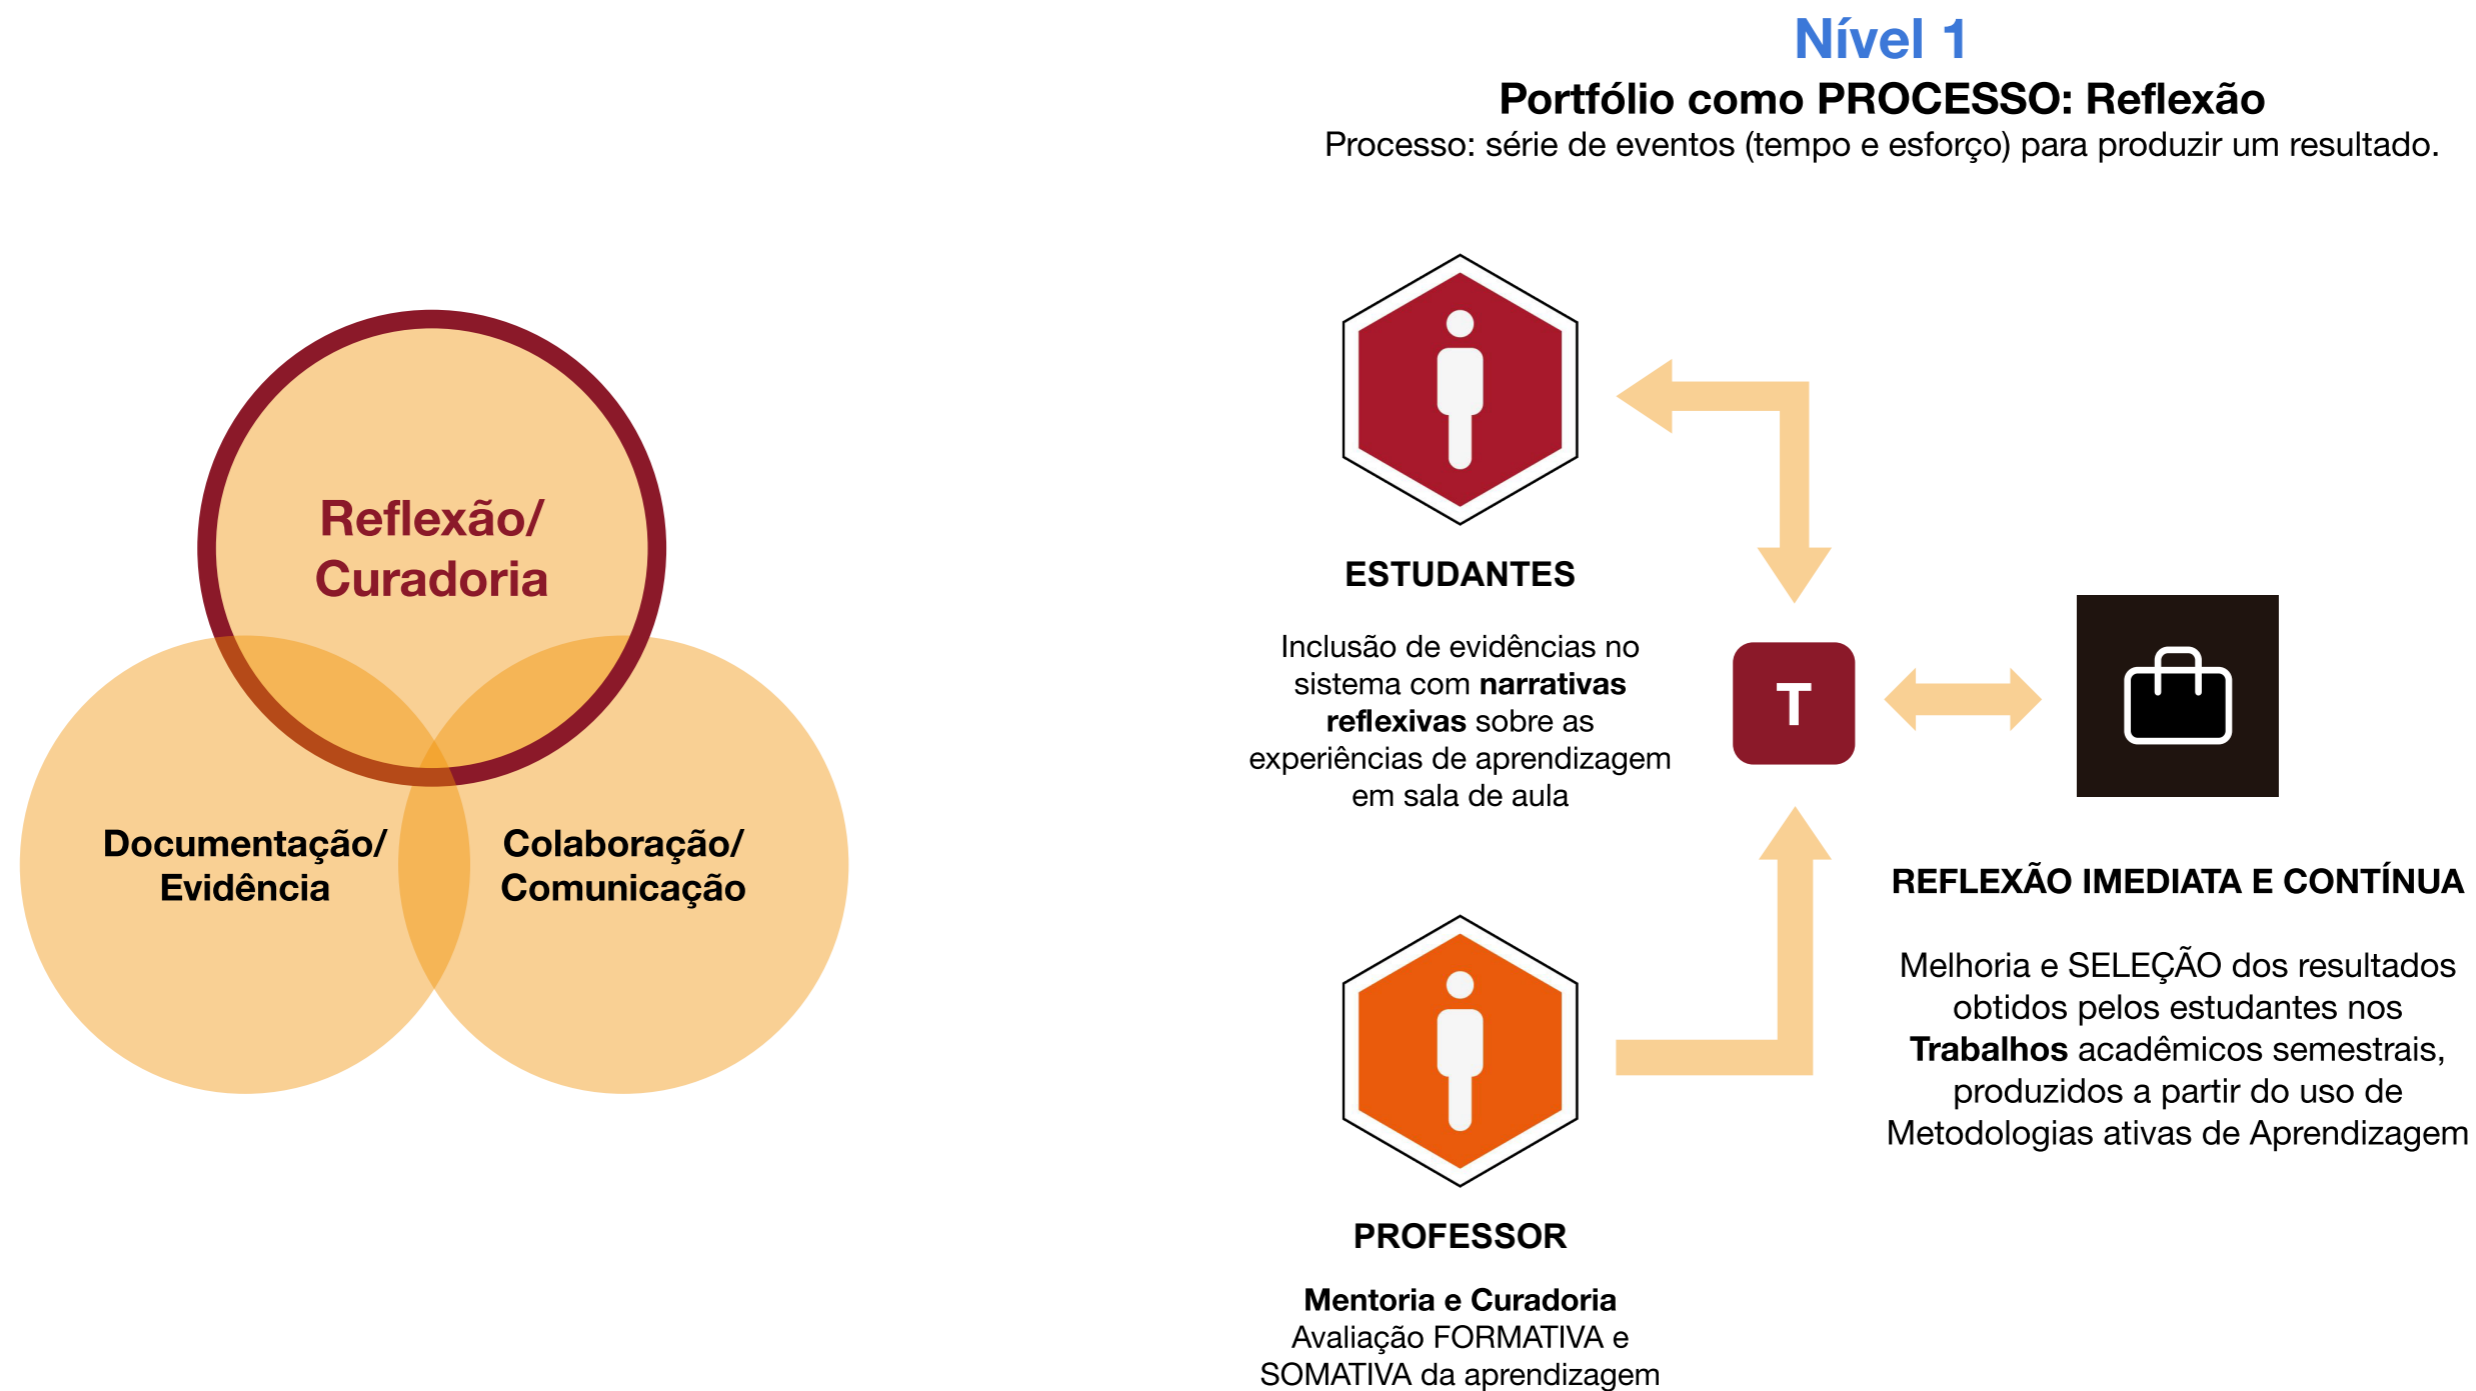 Nível 1
Portfólio como PROCESSO: Reflexão
Processo: série de eventos (tempo e esforço) para produzir um resultado.
Reflexão/
Curadoria
Documentação/
Evidência
Colaboração/
Comunicação
ESTUDANTES
Inclusão de evidências no
sistema com narrativas
reflexivas sobre as
experiências de aprendizagem
em sala de aula
T
REFLEXÃO IMEDIATA E CONTÍNUA
Melhoria e SELEÇÃO dos resultados
obtidos pelos estudantes nos
Trabalhos acadêmicos semestrais,
produzidos a partir do uso de
Metodologias ativas de Aprendizagem
PROFESSOR
Mentoria e Curadoria
Avaliação FORMATIVA e
SOMATIVA da aprendizagem